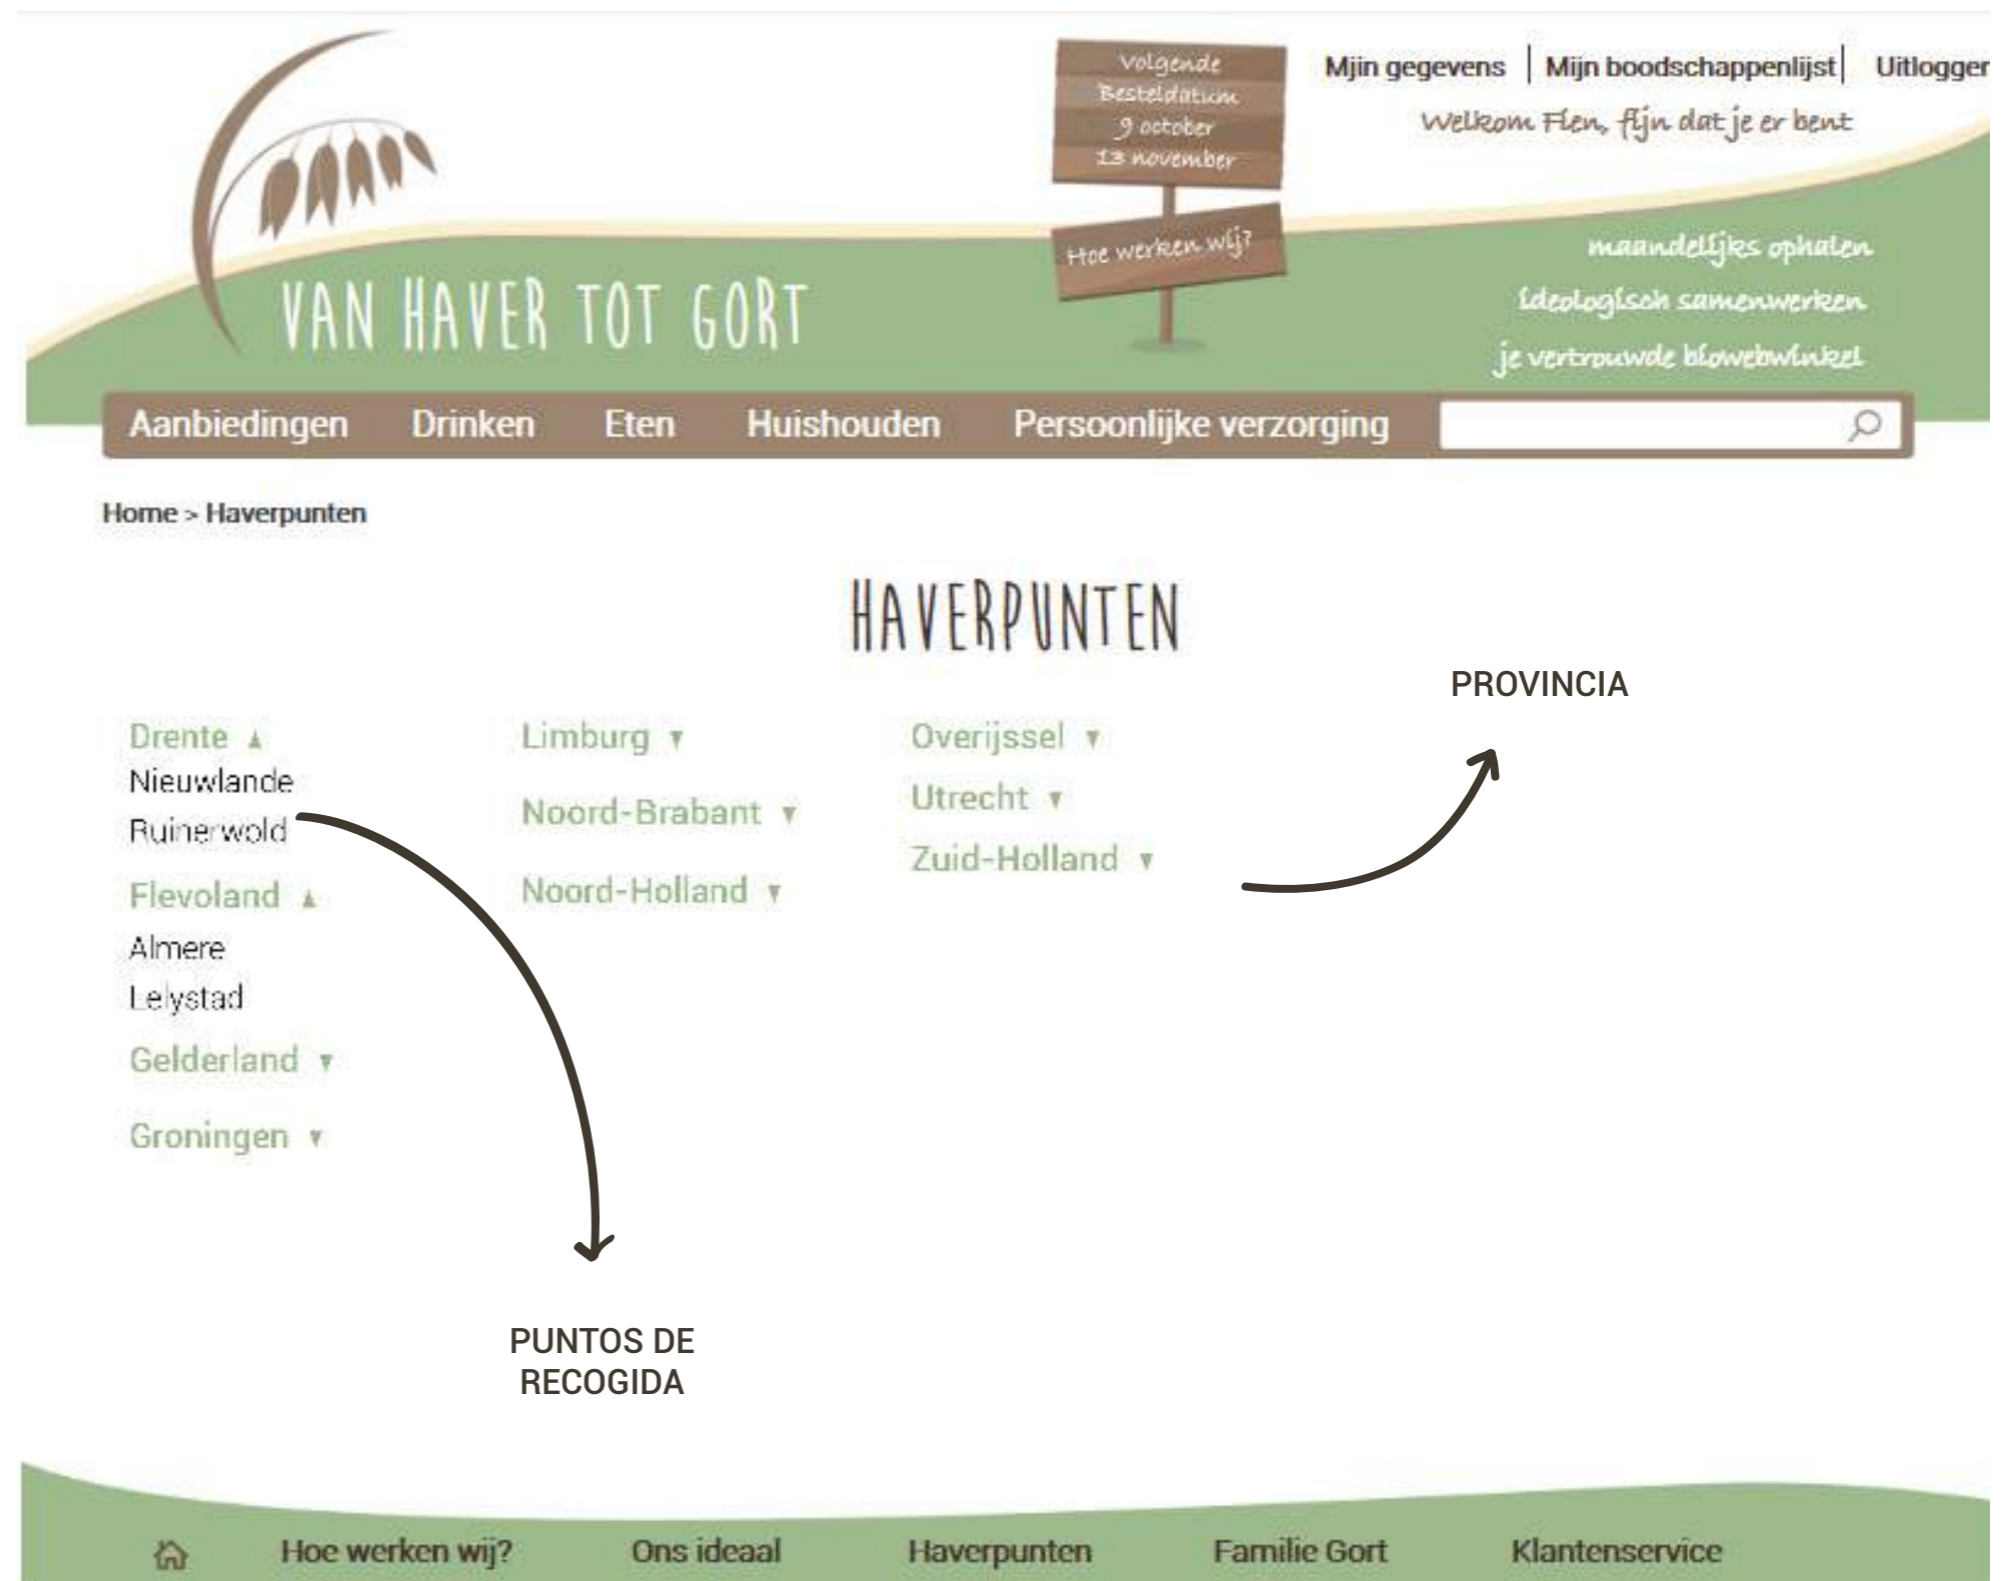 Volgende
Besteldatum
9 october
13 november
Hoe werken wij?
Mjin gegevens
Mijn boodschappenlijst
Uitlogger
Welkom Fien, fijn dat je er bent
maandelijks ophalen
ideologisch samenwerken
je vertrouwde biowebwinkel
VAN HAVER TOT GORT
Aanbiedingen Drinken Eten Huishouden Persoonlijke verzorging
Home > Haverpunten
HAVERPUNTEN
PROVINCIA
Drente ▲
Nieuwlande
Ruinerwold
Flevoland ▲
Almere
Lelystad
Gelderland ▼
Groningen ▼
Limburg ▼
Noord-Brabant ▼
Noord-Holland ▼
Overijssel ▼
Utrecht ▼
Zuid-Holland ▼
PUNTOS DE
RECOGIDA
Hoe werken wij? Ons ideaal Haverpunten Familie Gort Klantenservice